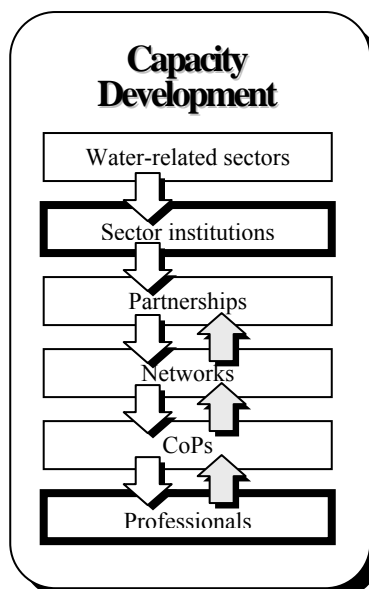 Capacity
Development
Water-related sectors
Sector institutions
Partnerships
Networks
CoPs
Professionals